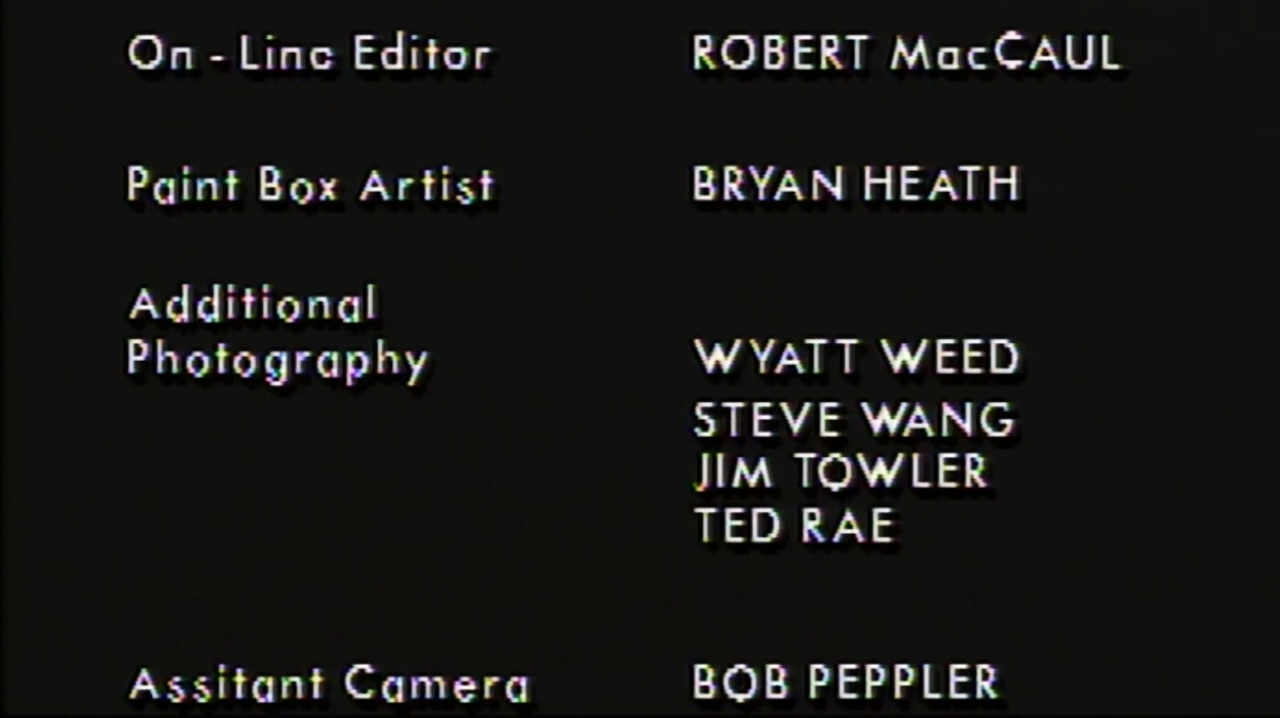 On - Line Editor ROBERT MacCAUL
Paint Box Artist BRYAN HEATH
Additional
Photography WYATT WEED
STEVE WANG
JIM TOWLER
TED RAE
Assitant Camera BOB PEPPLER